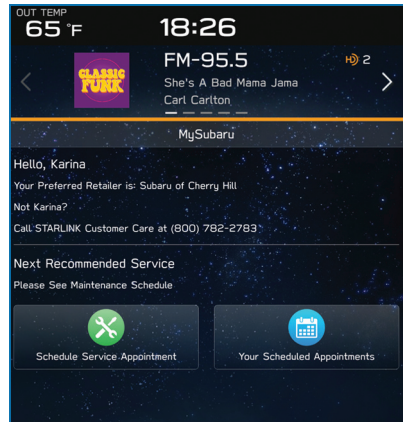 OUT TEMP
65 °F
18:26
CLASSIC
FUNK
FM-95.5
HD 2
She's A Bad Mama Jama
Carl Carlton
MySubaru
Hello, Karina
Your Preferred Retailer is: Subaru of Cherry Hill
Not Karina?
Call STARLINK Customer Care at (800) 782-2783
Next Recommended Service
Please See Maintenance Schedule
Schedule Service Appointment
Your Scheduled Appointments